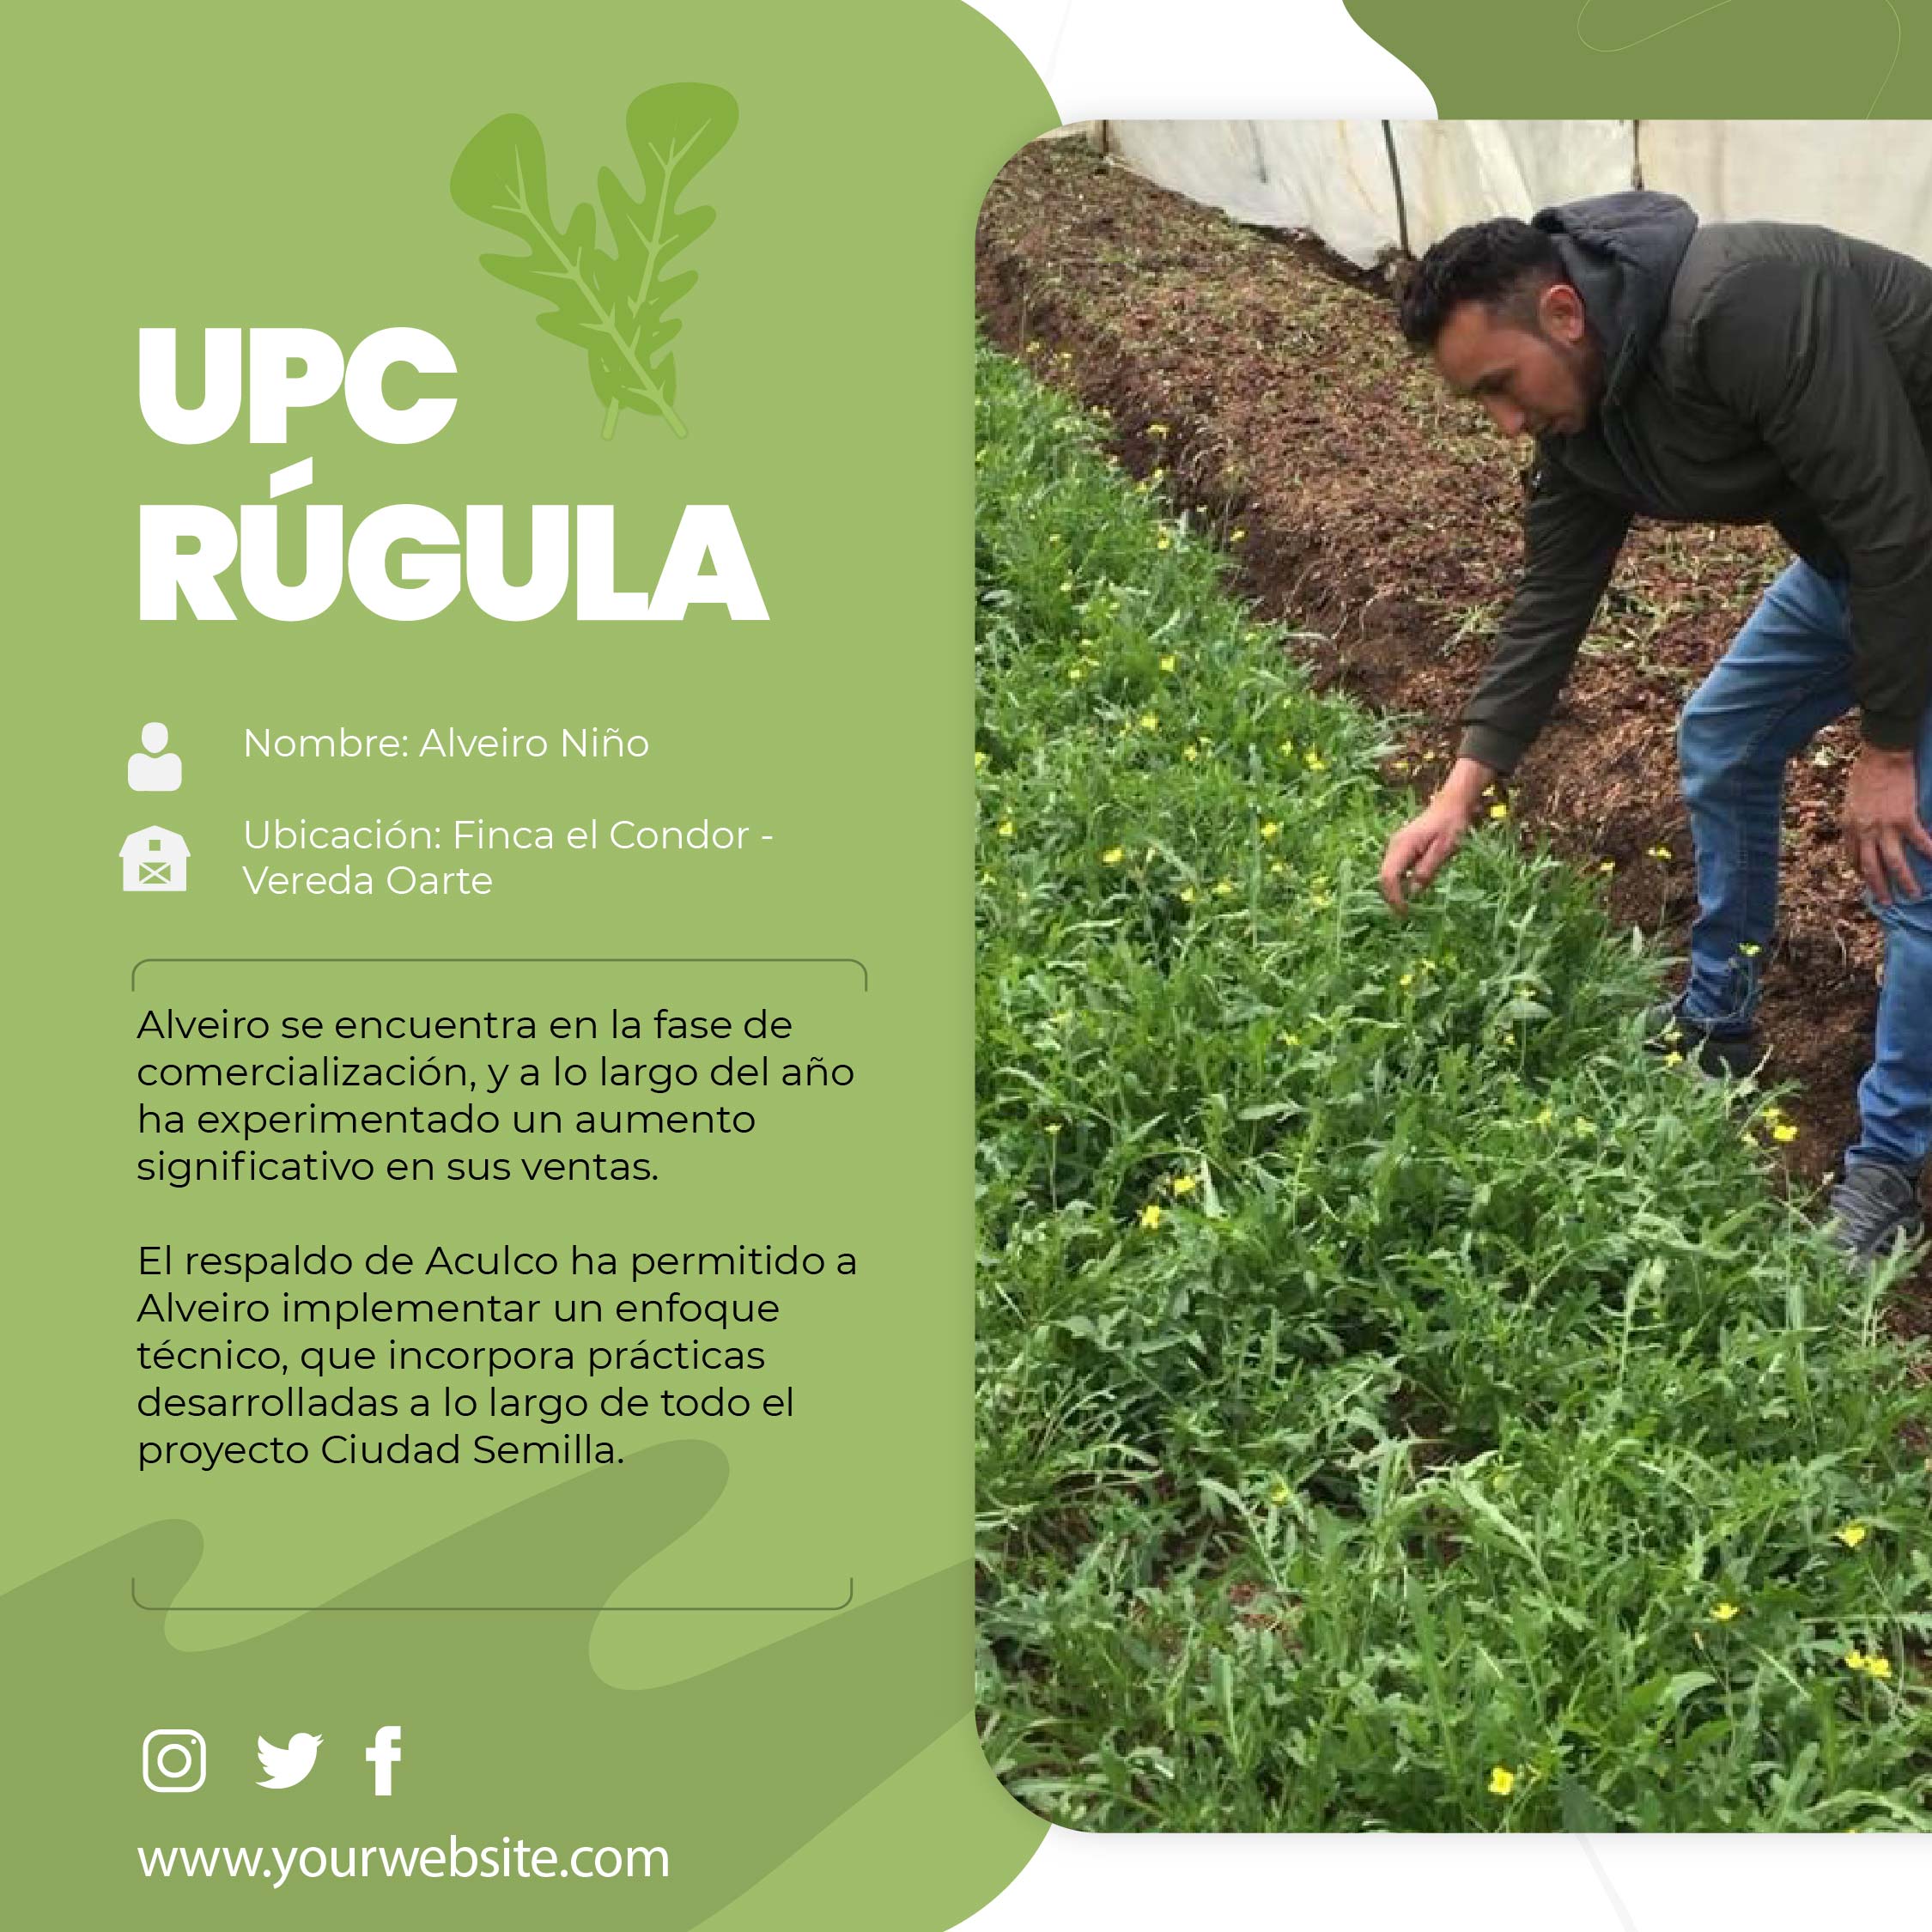 UPC
RÚGULA
Nombre: Alveiro Niño
Ubicación: Finca el Condor -
Vereda Oarte
Alveiro se encuentra en la fase de
comercialización, y a lo largo del año
ha experimentado un aumento
significativo en sus ventas.
El respaldo de Aculco ha permitido a
Alveiro implementar un enfoque
técnico, que incorpora prácticas
desarrolladas a lo largo de todo el
proyecto Ciudad Semilla.
www.yourwebsite.com